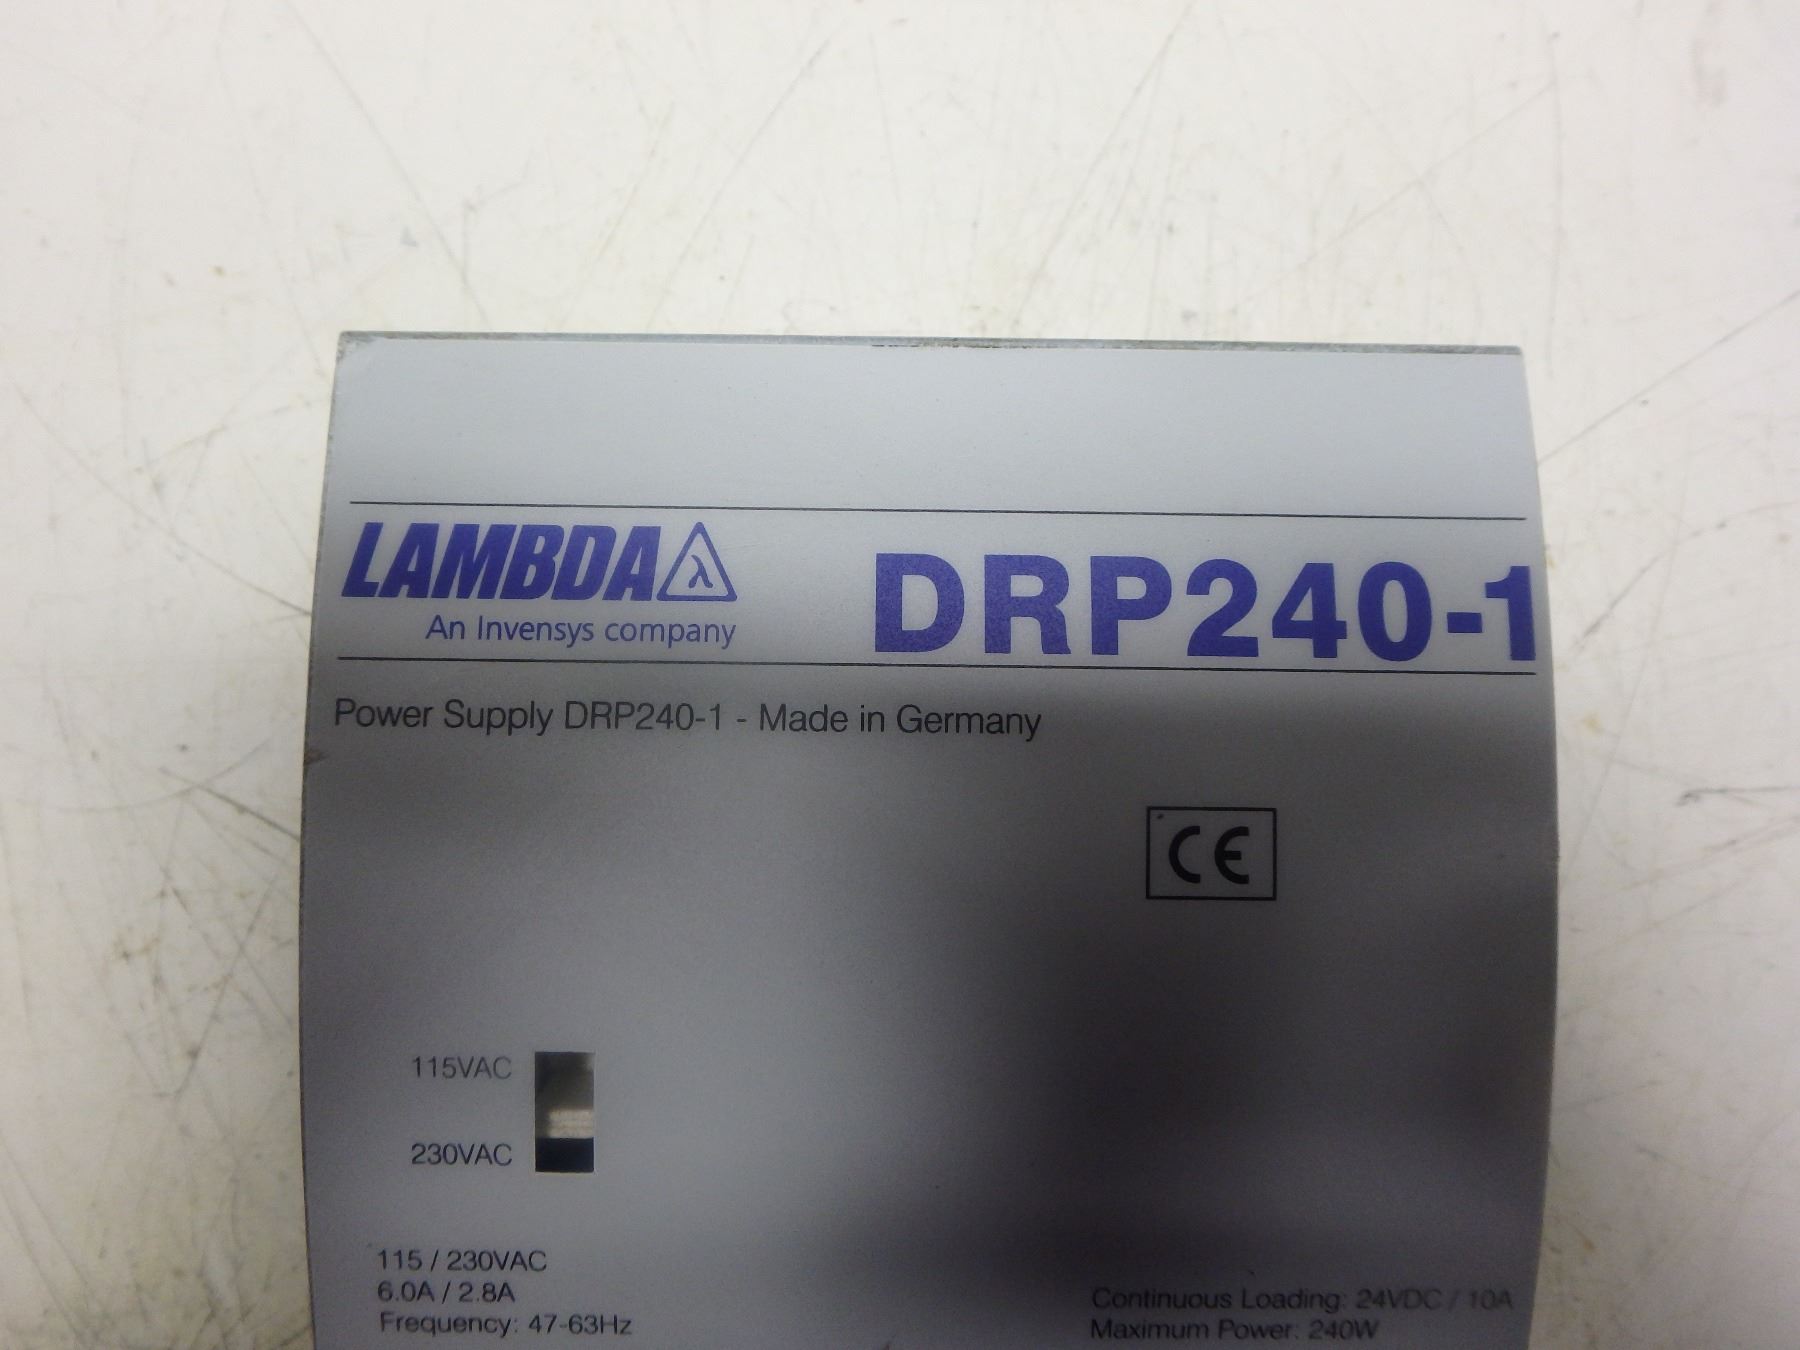 LAMBDA λ
An Invensys company
DRP240-1
Power Supply DRP240-1 - Made in Germany
CE
115VAC
230VAC
115 / 230VAC
6.0A / 2.8A
Frequency: 47-63Hz
Continuous Loading: 24VDC / 10A
Maximum Power: 240W